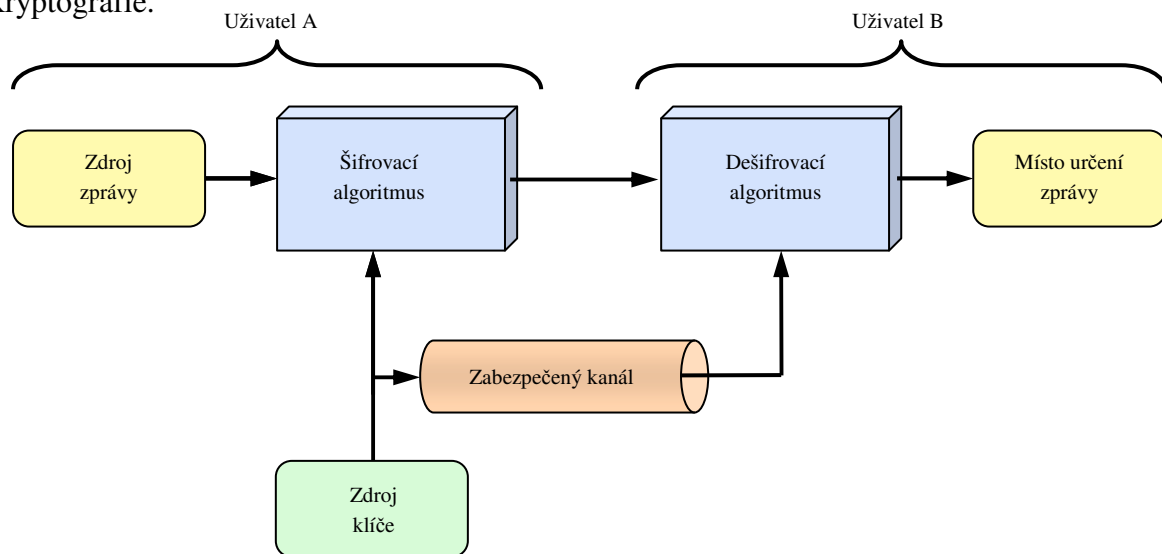 kryptografie.
Uživatel A
Uživatel B
Zdroj
zprávy
Šifrovací
algoritmus
Dešifrovací
algoritmus
Místo určení
zprávy
Zabezpečený kanál
Zdroj
klíče